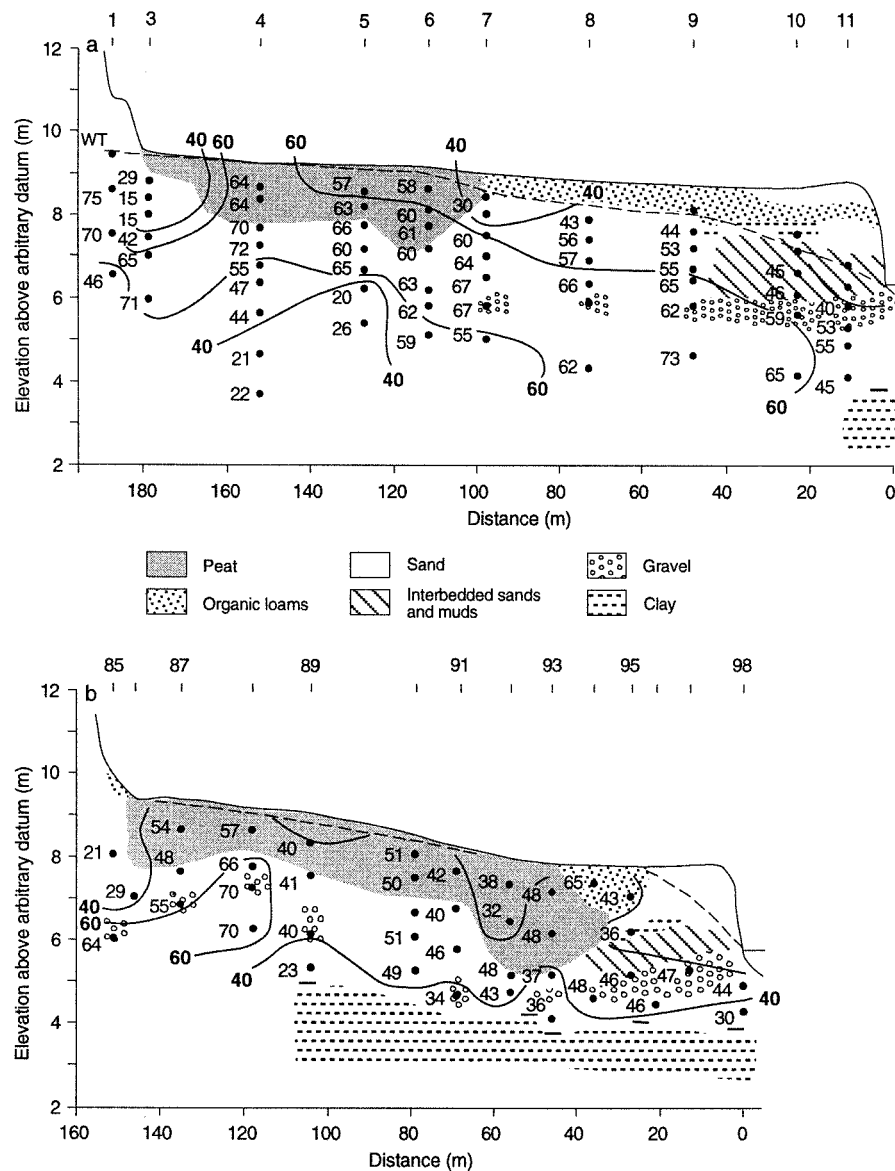 1 3 4 5 6 7 8 9 10 11
a
12
10
8
6
4
2
Elevation above arbitrary datum (m)
WT
40 60 60 40 40
29 64 57 58 30 43 44
75 15 64 63 60 60 56 53 45
70 15 70 66 61 64 57 55 46 40
42 72 60 60 67 66 65 59 53
46 65 55 65 63 67 62 62 65 55
71 47 20 62 55 73 45
44 26 59
21
22
40 40 60 60
180 160 140 120 100 80 60 40 20 0
Distance (m)
Peat Sand Gravel
Organic loams Interbedded sands and muds Clay
85 87 89 91 93 95 98
b
12
10
8
6
4
2
Elevation above arbitrary datum (m)
54 57 40 51 42 38 48 65 43
21 48 66 41 50 40 32 48 36
29 55 70 40 51 46 48 37 48 46 47 44
64 70 23 49 34 43 36 46 30
40 60 60 40 40
160 140 120 100 80 60 40 20 0
Distance (m)